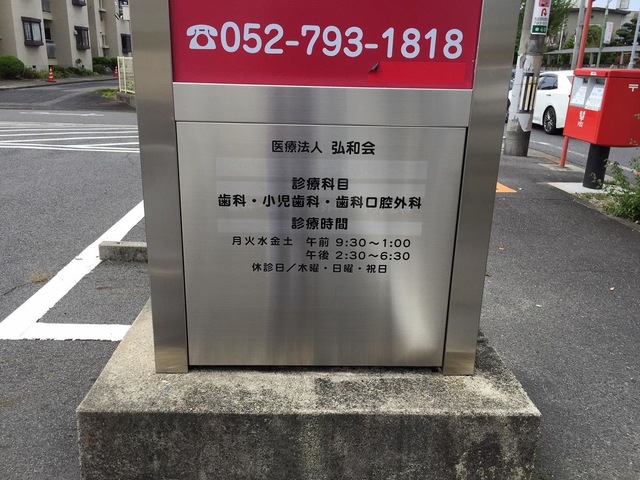 ☎052-793-1818
医療法人 弘和会
診療科目
歯科・小児歯科・歯科口腔外科
診療時間
月火水金土 午前 9:30～1:00
午後 2:30～6:30
休診日／木曜・日曜・祝日